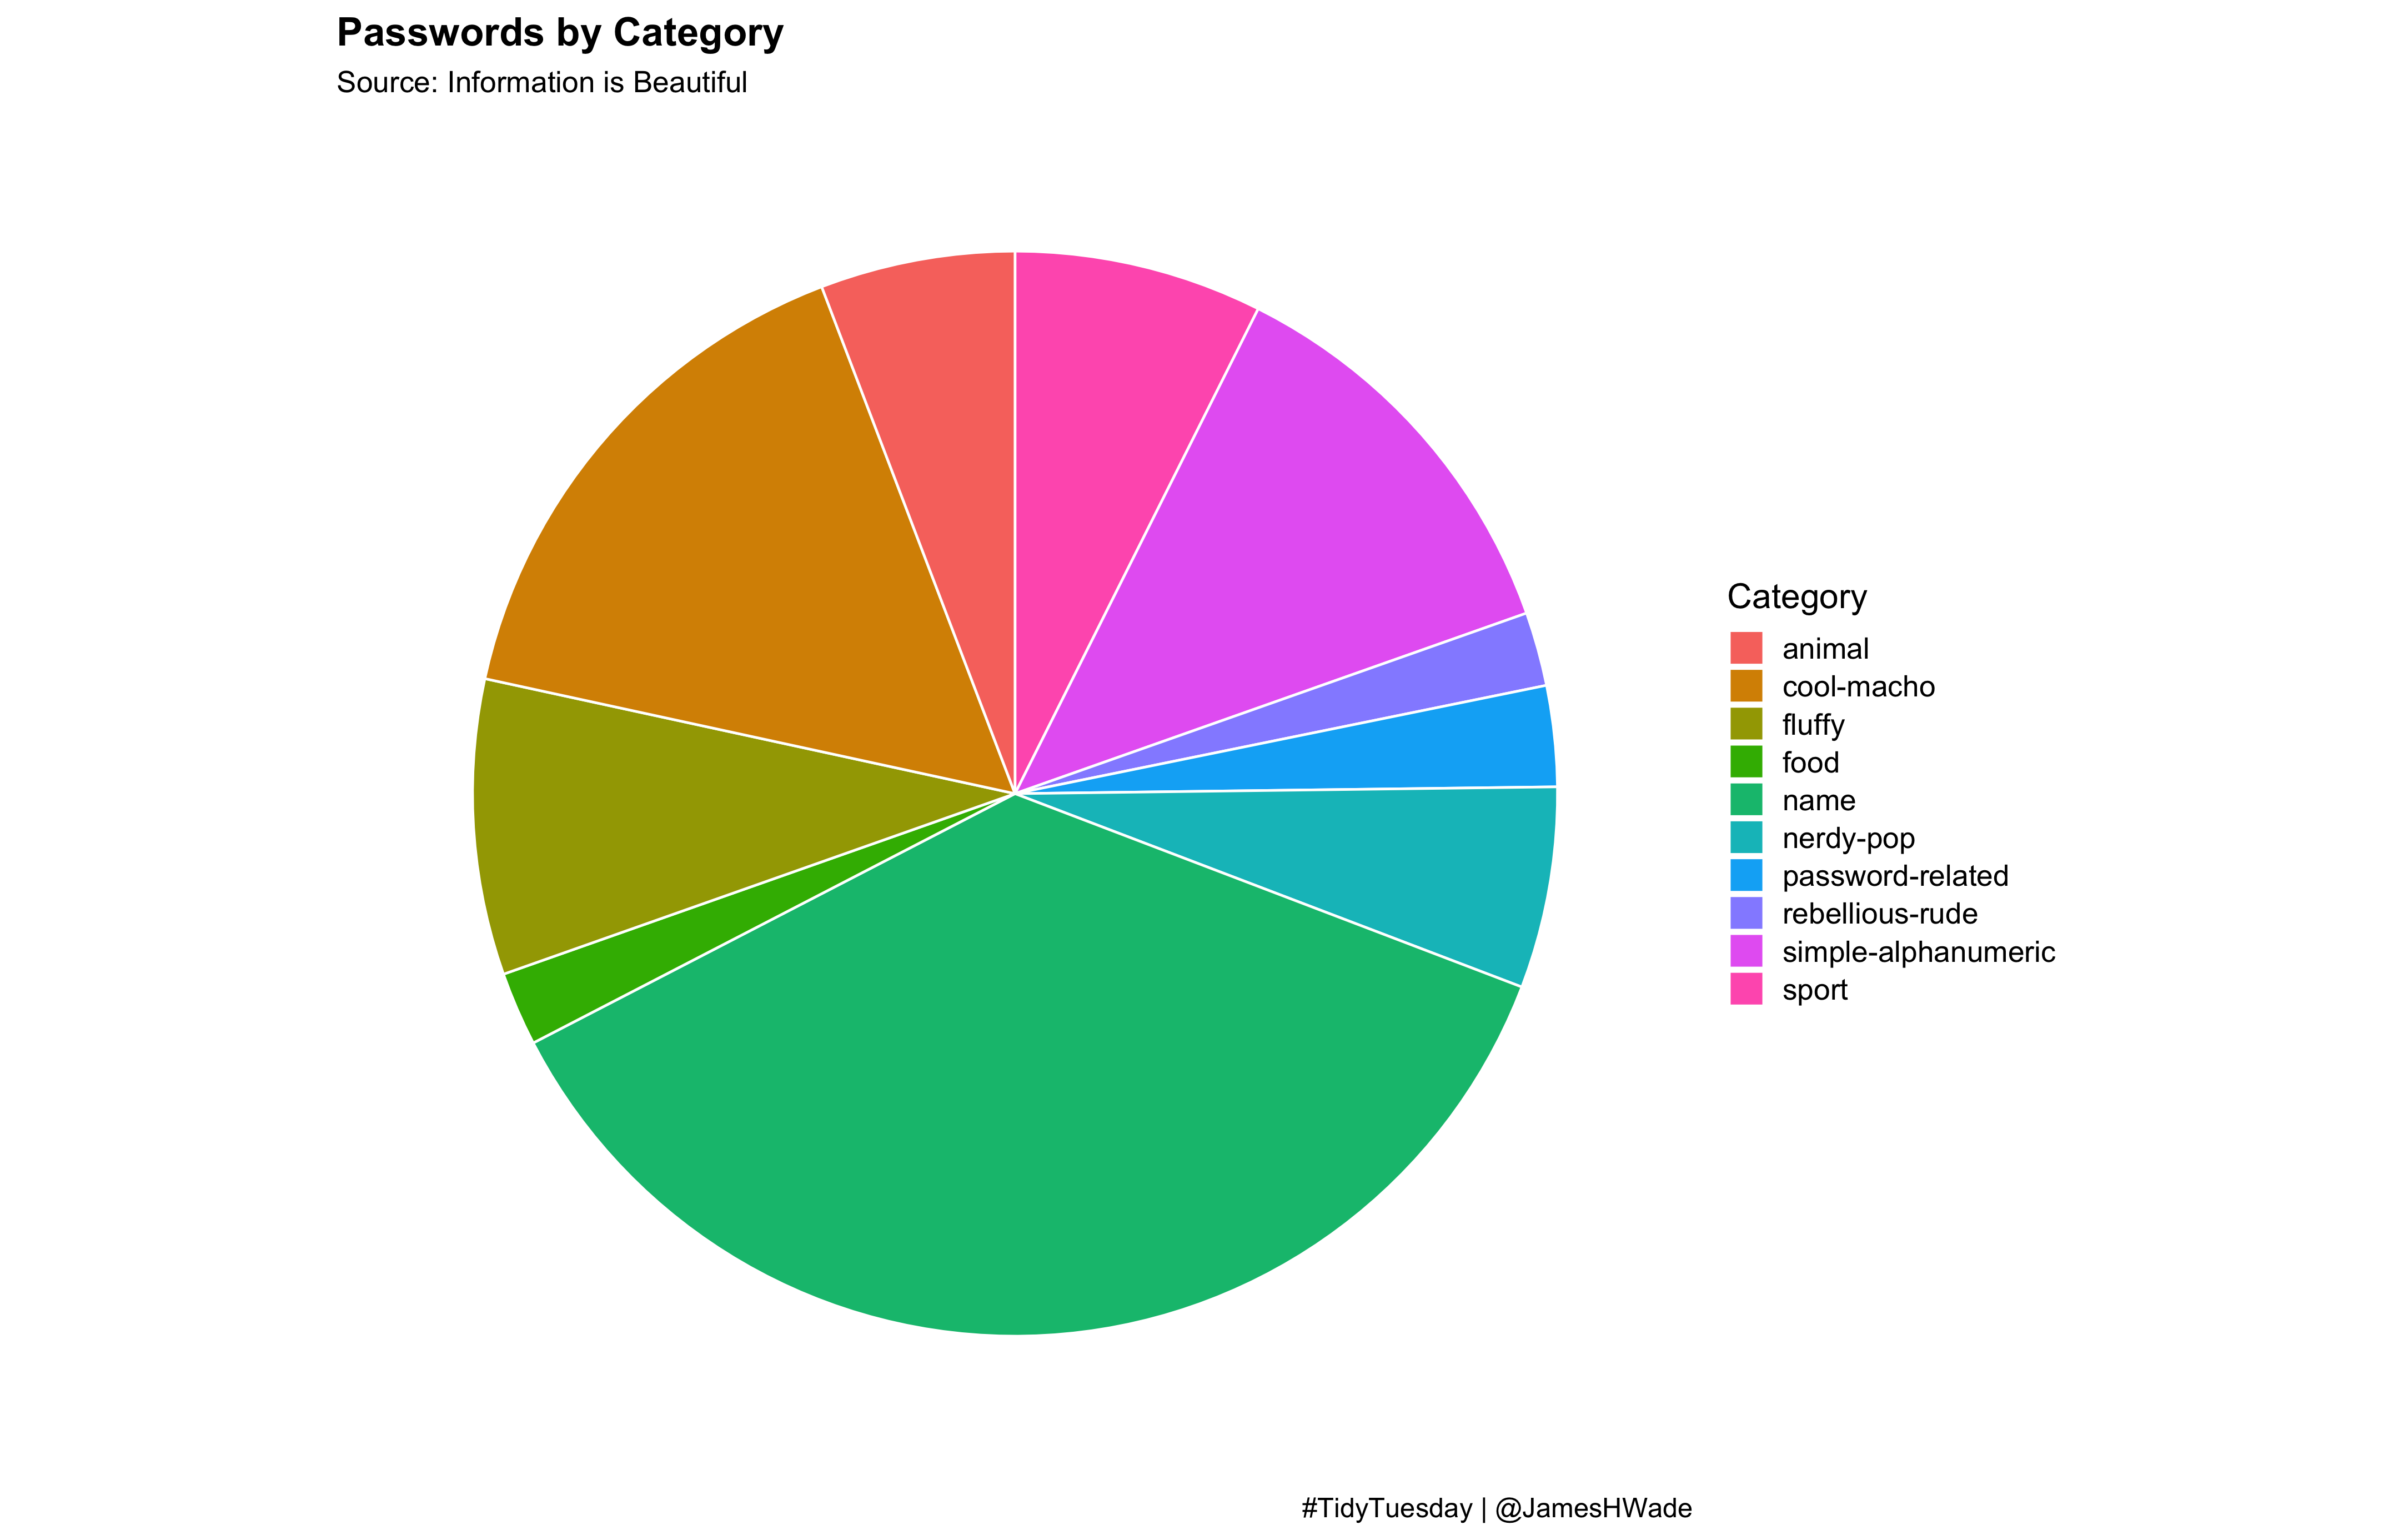 Passwords by Category
Source: Information is Beautiful
Category
animal
cool-macho
fluffy
food
name
nerdy-pop
password-related
rebellious-rude
simple-alphanumeric
sport
#TidyTuesday | @JamesHWade